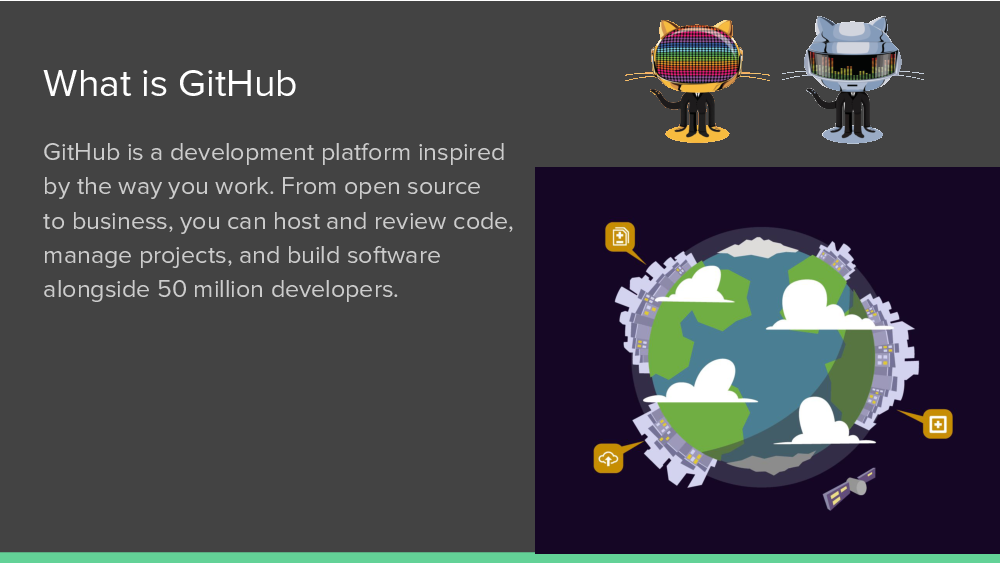 What is GitHub
GitHub is a development platform inspired
by the way you work. From open source
to business, you can host and review code,
manage projects, and build software
alongside 50 million developers.